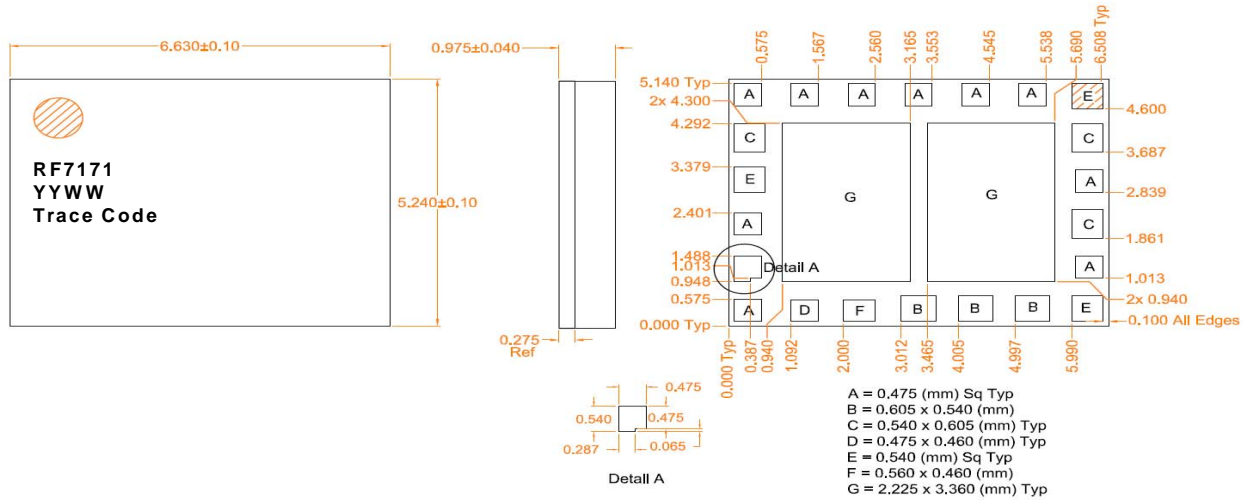 6.630±0.10
RF7171
YYWW
Trace Code
5.240±0.10
0.975±0.040
0.275
Ref
0.575
1.567
2.560
3.165
3.553
4.545
5.538
5.690
6.508 Typ
5.140 Typ
2x 4.300
4.292
3.379
2.401
1.488
1.013
0.948
0.575
0.000 Typ
A A A A A A E
C
E
A
Detail A
A
G
G
C
A
C
A
D F B B B E
4.600
3.687
2.839
1.861
1.013
2x 0.940
0.100 All Edges
0.000 Typ
0.387
0.940
1.092
2.000
3.012
3.465
4.005
4.997
5.990
0.475
0.540
0.475
0.287
0.065
Detail A
A = 0.475 (mm) Sq Typ
B = 0.605 x 0.540 (mm)
C = 0.540 x 0.605 (mm) Typ
D = 0.475 x 0.460 (mm) Typ
E = 0.540 (mm) Sq Typ
F = 0.560 x 0.460 (mm)
G = 2.225 x 3.360 (mm) Typ